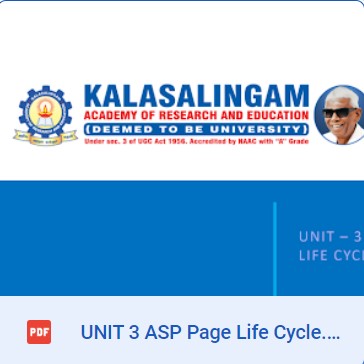 KALASALINGAM
ACADEMY OF RESEARCH AND EDUCATION
(DEEMED TO BE UNIVERSITY)
Under sec. 3 of UGC Act 1956. Accredited by NAAC with "A" Grade
UNIT – 3
LIFE CYC
PDF
UNIT 3 ASP Page Life Cycle....